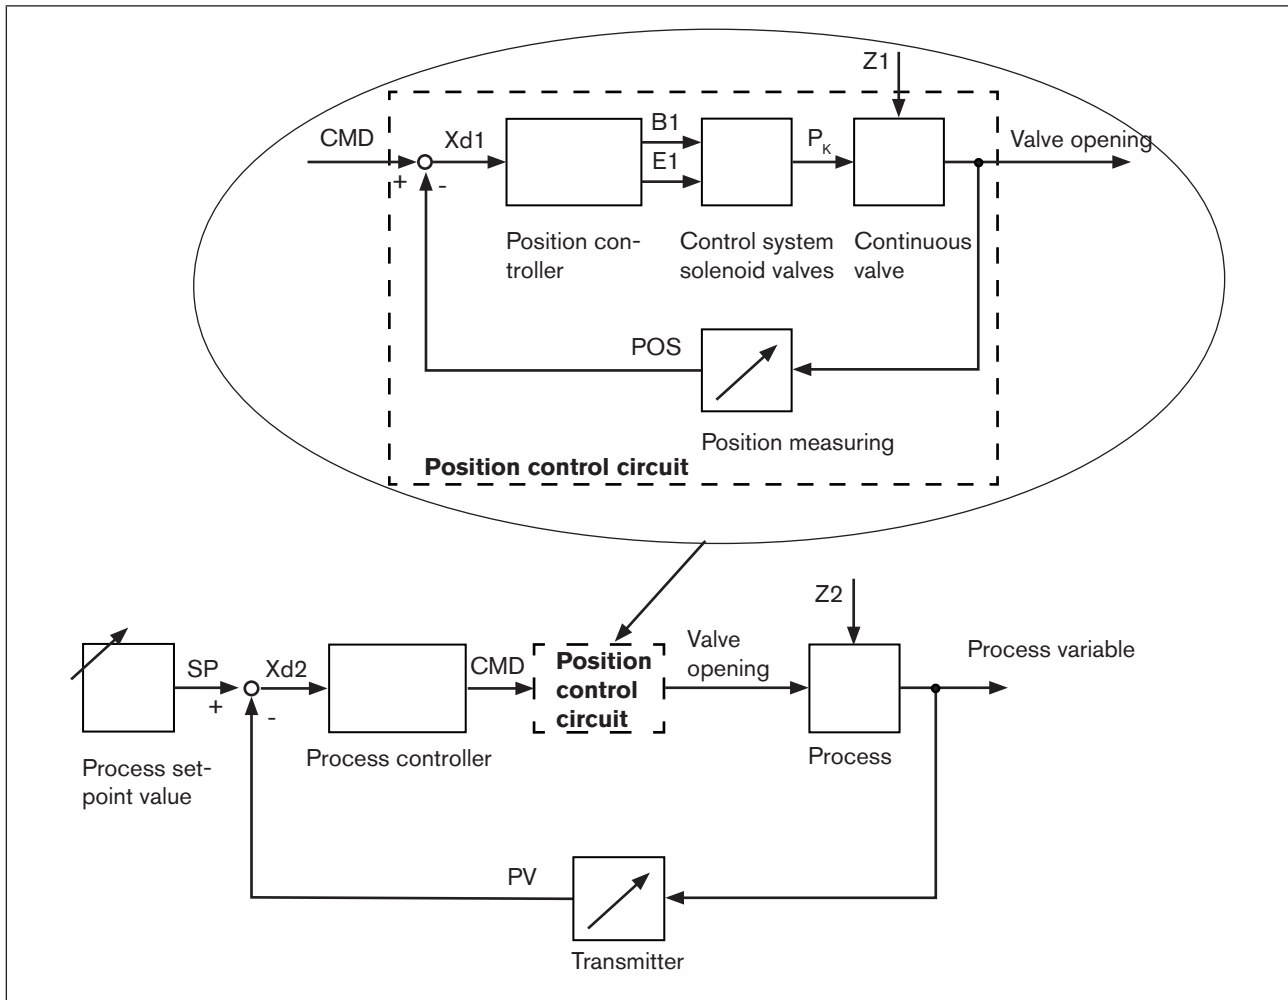 Z1
CMD
Xd1
B1
E1
PK
Valve opening
+
-
Position con-
troller
Control system
solenoid valves
Continuous
valve
POS
Position measuring
Position control circuit
Z2
SP
Xd2
CMD
Position
control
circuit
Valve
opening
Process variable
+
-
Process set-
point value
Process controller
Process
PV
Transmitter